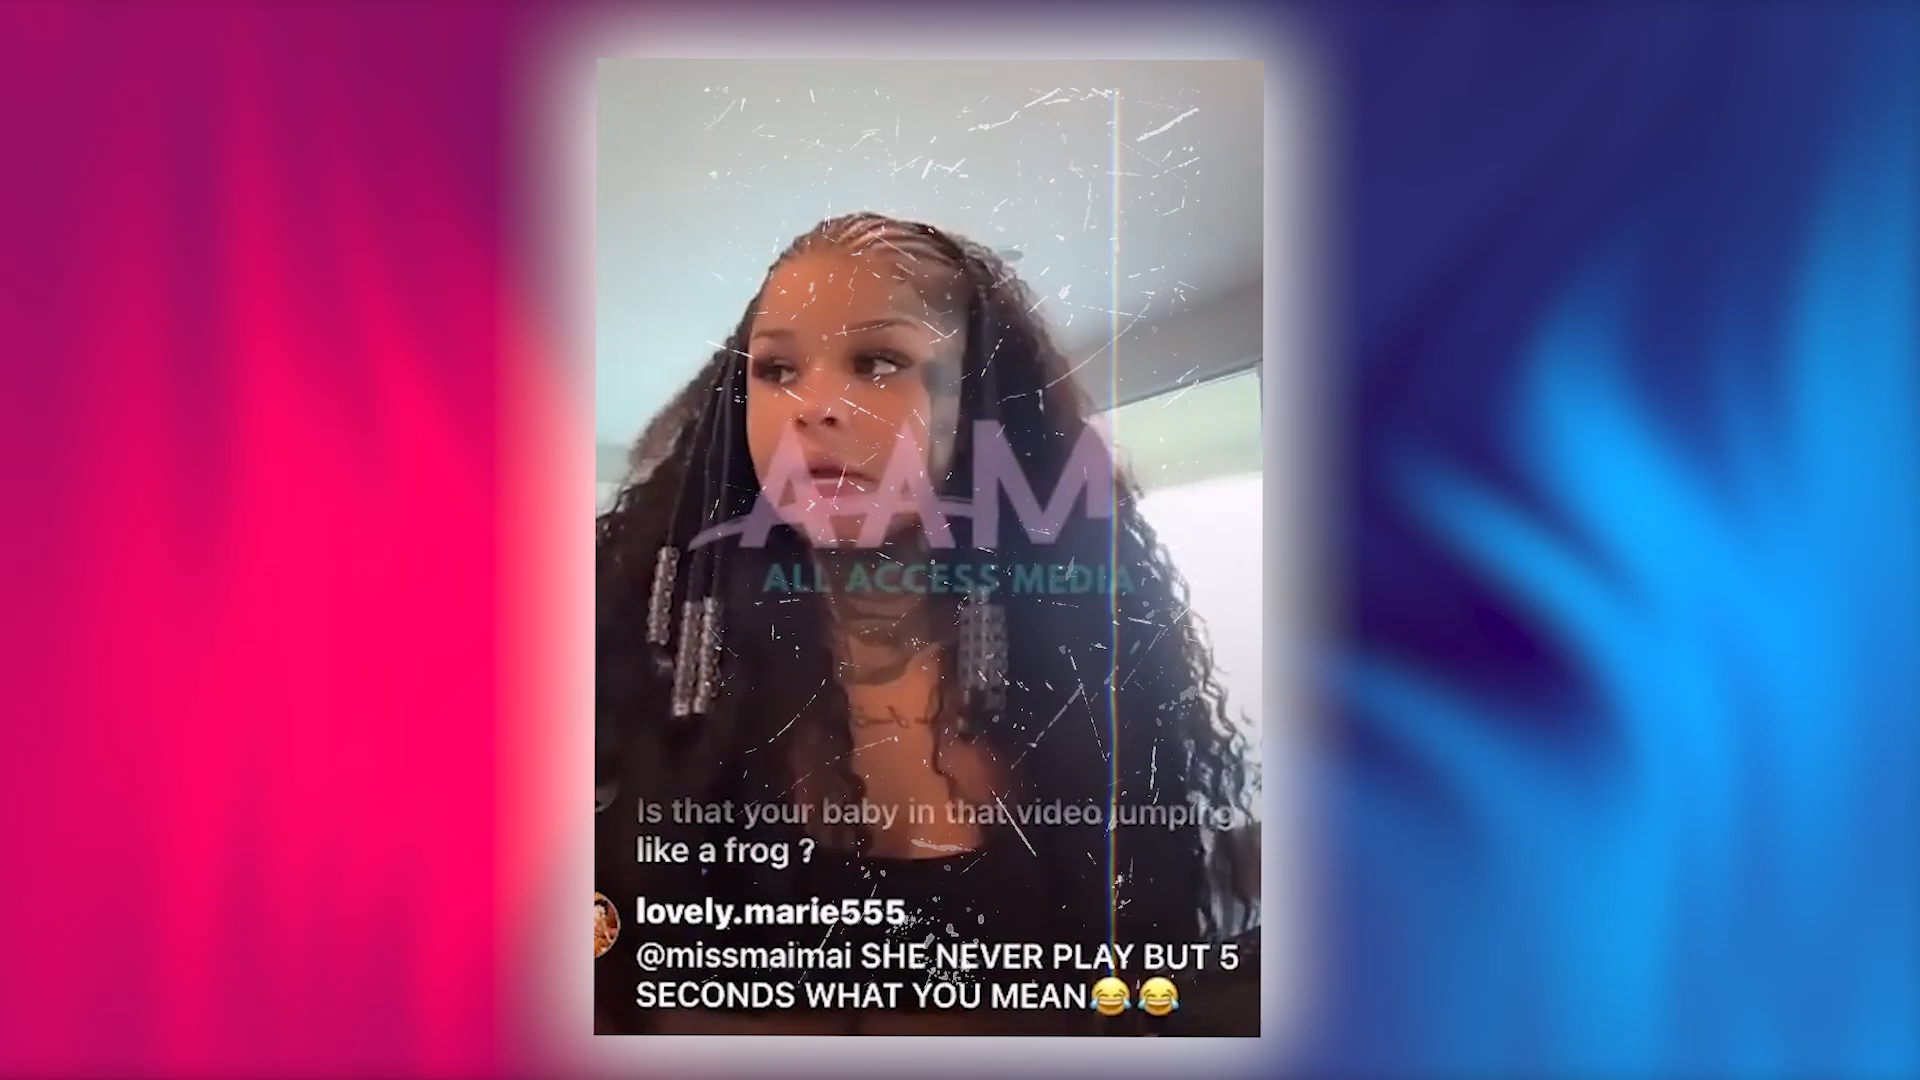 AAM
ALL ACCESS MEDIA
Is that your baby in that video jumping
like a frog ?
lovely.marie555
@missmaimai SHE NEVER PLAY BUT 5
SECONDS WHAT YOU MEAN😂😂